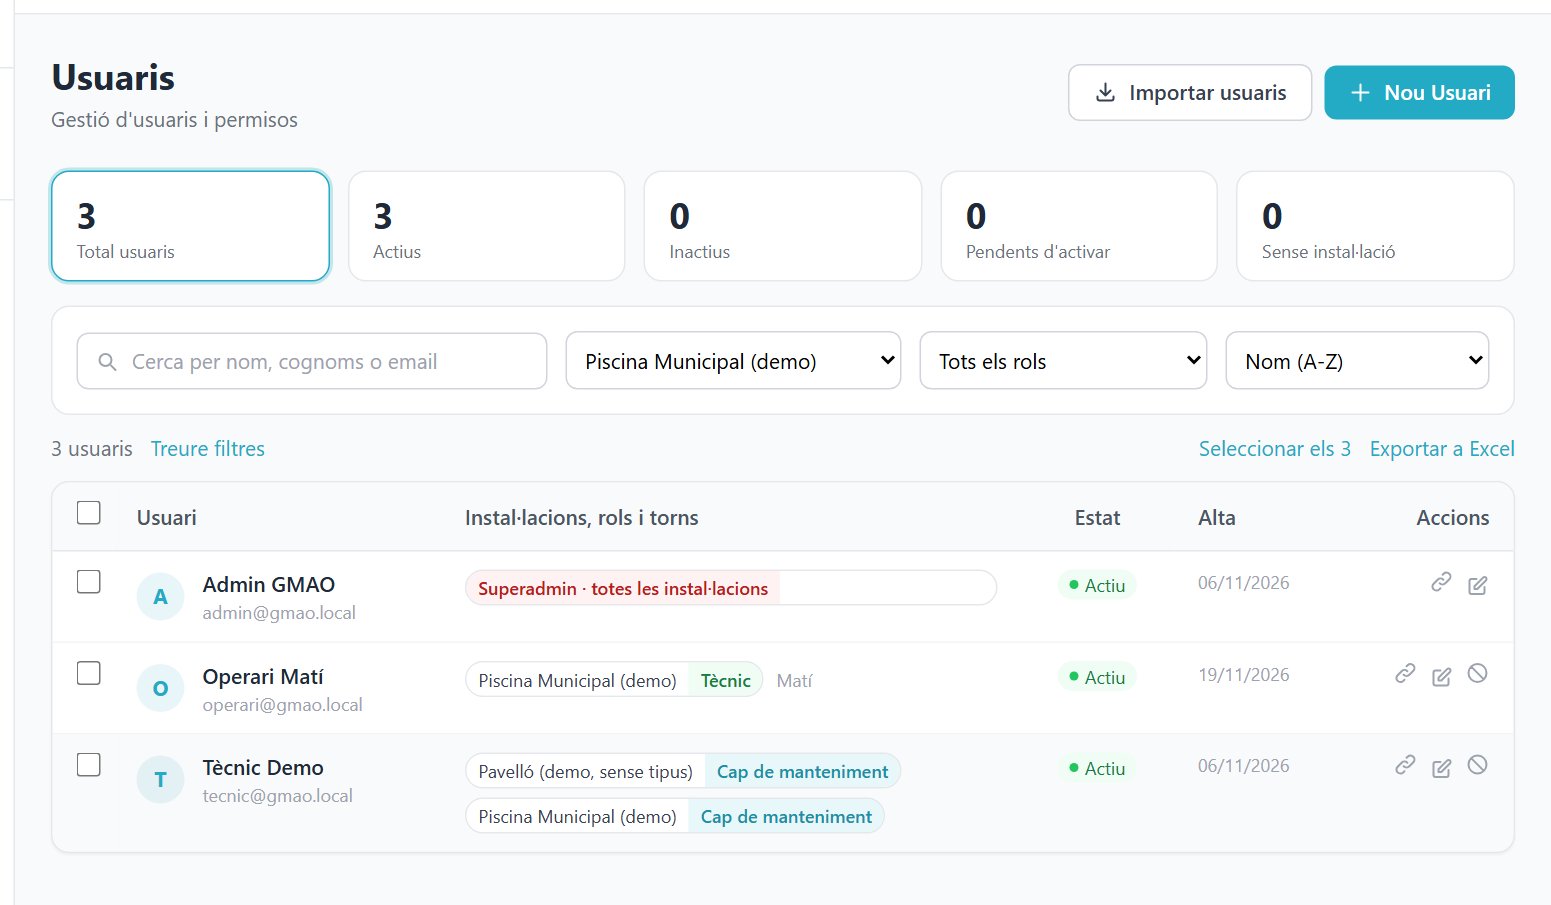 Usuaris
Gestió d'usuaris i permisos
Importar usuaris
Nou Usuari
3
Total usuaris
3
Actius
0
Inactius
0
Pendents d'activar
0
Sense instal·lació
Cerca per nom, cognoms o email
Piscina Municipal (demo)
Tots els rols
Nom (A-Z)
3 usuaris Treure filtres
Seleccionar els 3 Exportar a Excel
Usuari Instal·lacions, rols i torns Estat Alta Accions
A Admin GMAO Superadmin · totes les instal·lacions Actiu 06/11/2026
admin@gmao.local
O Operari Matí Piscina Municipal (demo) Tècnic Matí Actiu 19/11/2026
operari@gmao.local
T Tècnic Demo Pavelló (demo, sense tipus) Cap de manteniment Actiu 06/11/2026
tecnic@gmao.local
Piscina Municipal (demo) Cap de manteniment